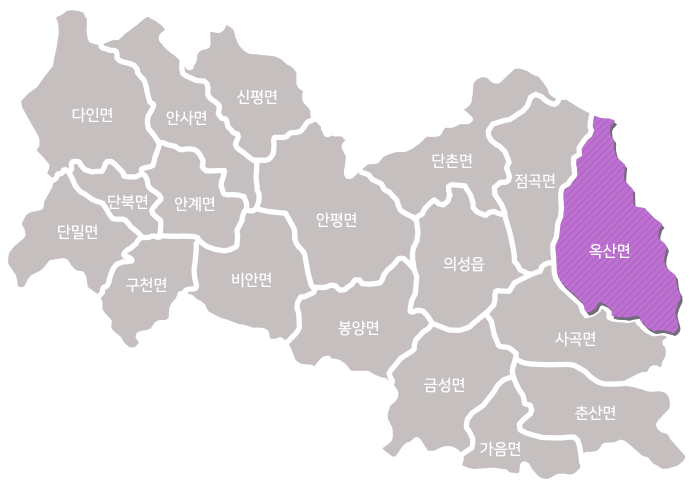 신평면
다인면
안사면
단촌면
점곡면
단북면
안계면
안평면
단밀면
옥산면
의성읍
비안면
구천면
봉양면
사곡면
금성면
춘산면
가음면